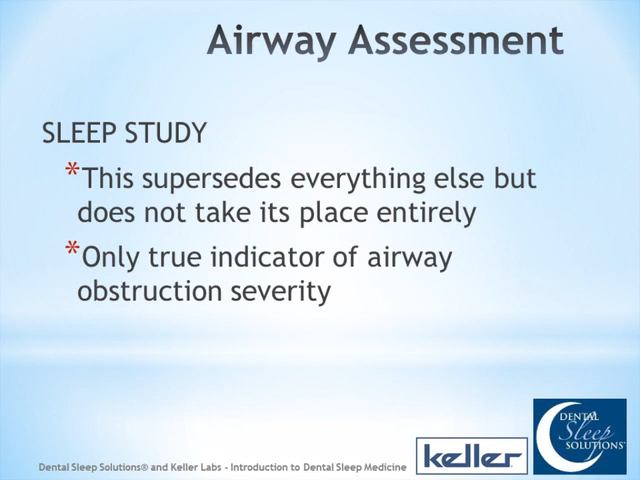 Airway Assessment
SLEEP STUDY
*This supersedes everything else but
does not take its place entirely
*Only true indicator of airway
obstruction severity
Dental Sleep Solutions® and Keller Labs - Introduction to Dental Sleep Medicine
keller
DENTAL
Sleep
SOLUTIONS